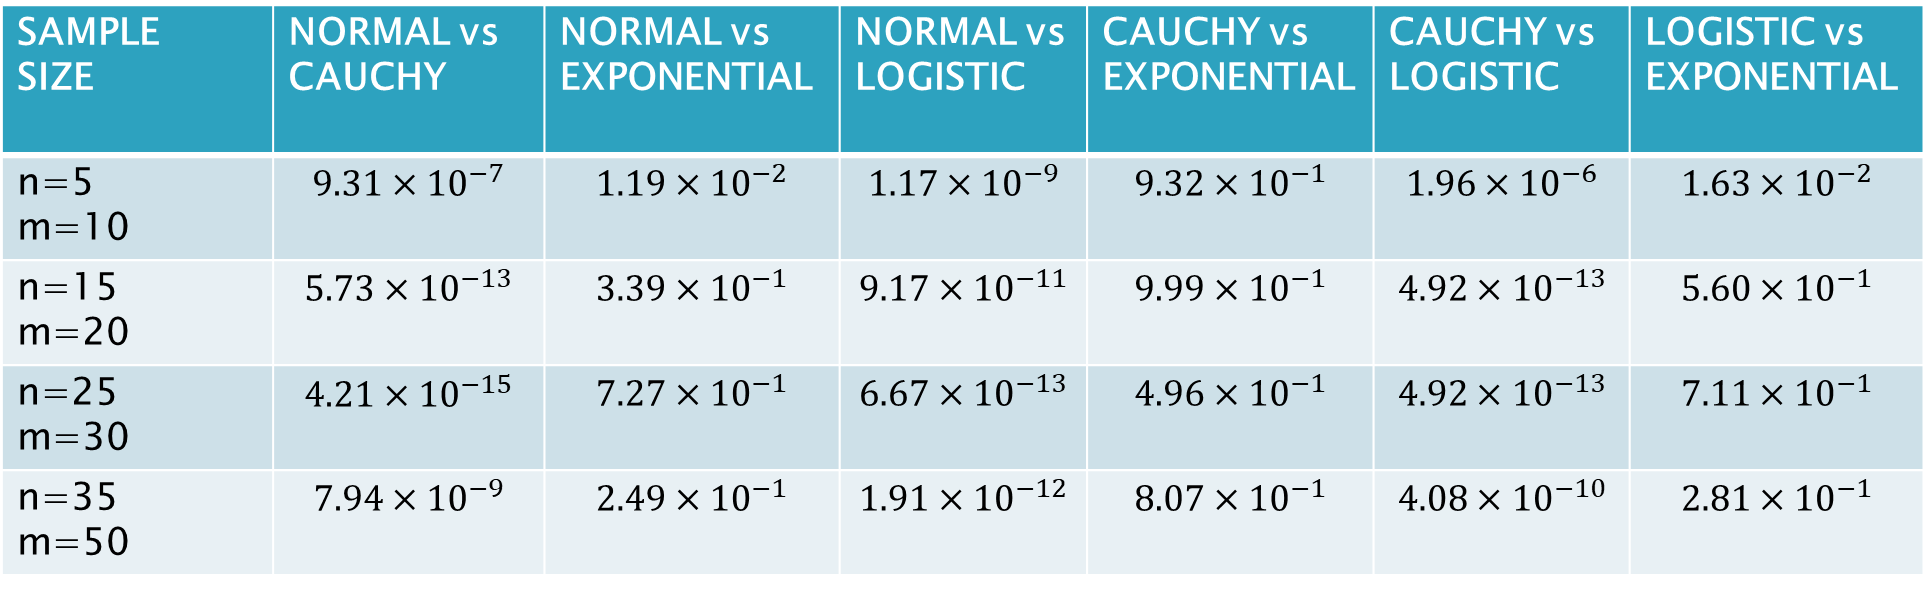 SAMPLE SIZE NORMAL vs CAUCHY NORMAL vs EXPONENTIAL NORMAL vs LOGISTIC CAUCHY vs EXPONENTIAL CAUCHY vs LOGISTIC LOGISTIC vs EXPONENTIAL
n=5 m=10 9.31 × 10⁻⁷ 1.19 × 10⁻² 1.17 × 10⁻⁹ 9.32 × 10⁻¹ 1.96 × 10⁻⁶ 1.63 × 10⁻²
n=15 m=20 5.73 × 10⁻¹³ 3.39 × 10⁻¹ 9.17 × 10⁻¹¹ 9.99 × 10⁻¹ 4.92 × 10⁻¹³ 5.60 × 10⁻¹
n=25 m=30 4.21 × 10⁻¹⁵ 7.27 × 10⁻¹ 6.67 × 10⁻¹³ 4.96 × 10⁻¹ 4.92 × 10⁻¹³ 7.11 × 10⁻¹
n=35 m=50 7.94 × 10⁻⁹ 2.49 × 10⁻¹ 1.91 × 10⁻¹² 8.07 × 10⁻¹ 4.08 × 10⁻¹⁰ 2.81 × 10⁻¹